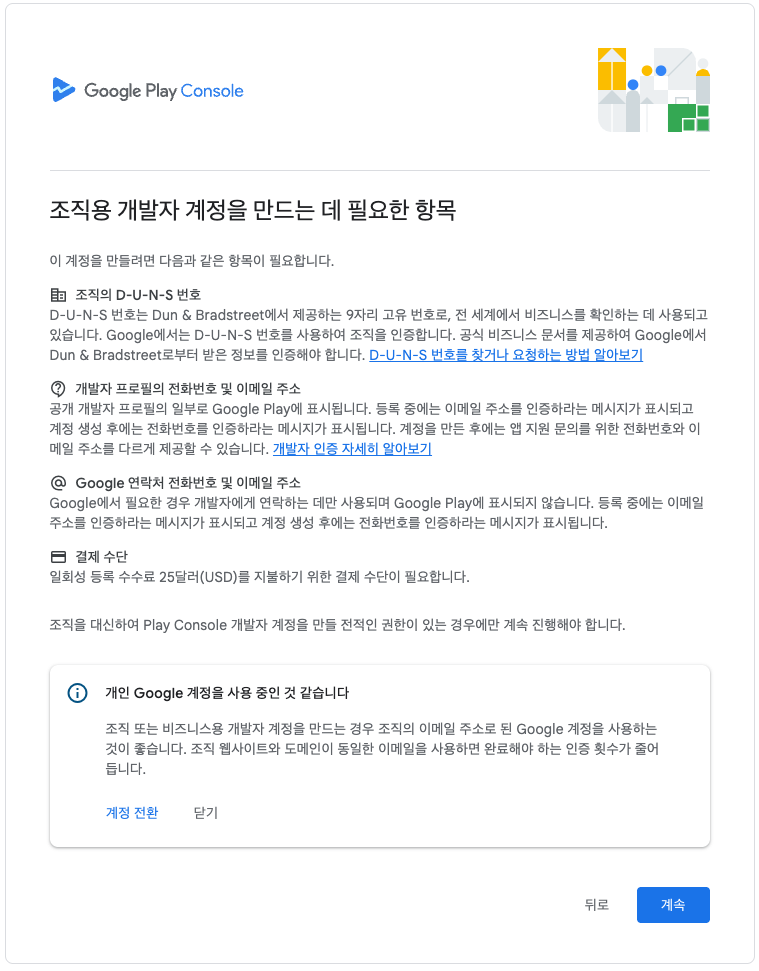 Google Play Console
조직용 개발자 계정을 만드는 데 필요한 항목
이 계정을 만들려면 다음과 같은 항목이 필요합니다.
조직의 D-U-N-S 번호
D-U-N-S 번호는 Dun & Bradstreet에서 제공하는 9자리 고유 번호로, 전 세계에서 비즈니스를 확인하는 데 사용되고
있습니다. Google에서는 D-U-N-S 번호를 사용하여 조직을 인증합니다. 공식 비즈니스 문서를 제공하여 Google에서
Dun & Bradstreet로부터 받은 정보를 인증해야 합니다. D-U-N-S 번호를 찾거나 요청하는 방법 알아보기
개발자 프로필의 전화번호 및 이메일 주소
공개 개발자 프로필의 일부로 Google Play에 표시됩니다. 등록 중에는 이메일 주소를 인증하라는 메시지가 표시되고
계정 생성 후에는 전화번호를 인증하라는 메시지가 표시됩니다. 계정을 만든 후에는 앱 지원 문의를 위한 전화번호와 이
메일 주소를 다르게 제공할 수 있습니다. 개발자 인증 자세히 알아보기
Google 연락처 전화번호 및 이메일 주소
Google에서 필요한 경우 개발자에게 연락하는 데만 사용되며 Google Play에 표시되지 않습니다. 등록 중에는 이메일
주소를 인증하라는 메시지가 표시되고 계정 생성 후에는 전화번호를 인증하라는 메시지가 표시됩니다.
결제 수단
일회성 등록 수수료 25달러(USD)를 지불하기 위한 결제 수단이 필요합니다.
조직을 대신하여 Play Console 개발자 계정을 만들 전적인 권한이 있는 경우에만 계속 진행해야 합니다.
개인 Google 계정을 사용 중인 것 같습니다
조직 또는 비즈니스용 개발자 계정을 만드는 경우 조직의 이메일 주소로 된 Google 계정을 사용하는
것이 좋습니다. 조직 웹사이트와 도메인이 동일한 이메일을 사용하면 완료해야 하는 인증 횟수가 줄어
듭니다.
계정 전환 닫기
뒤로 계속